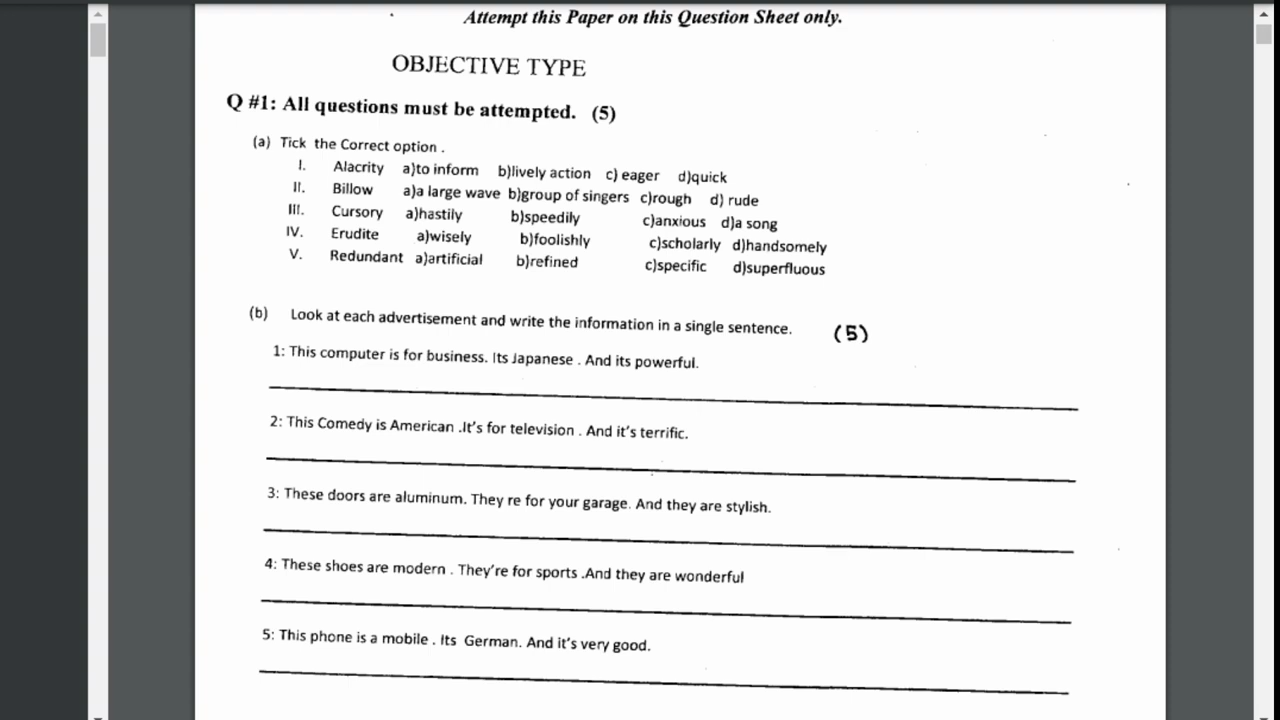 Attempt this Paper on this Question Sheet only.
OBJECTIVE TYPE
Q #1: All questions must be attempted. (5)
(a) Tick the Correct option .
I. Alacrity a)to inform b)lively action c) eager d)quick
II. Billow a)a large wave b)group of singers c)rough d) rude
III. Cursory a)hastily b)speedily c)anxious d)a song
IV. Erudite a)wisely b)foolishly c)scholarly d)handsomely
V. Redundant a)artificial b)refined c)specific d)superfluous
(b) Look at each advertisement and write the information in a single sentence. (5)
1: This computer is for business. Its Japanese . And its powerful.
2: This Comedy is American .It's for television . And it's terrific.
3: These doors are aluminum. They re for your garage. And they are stylish.
4: These shoes are modern . They're for sports .And they are wonderful
5: This phone is a mobile . Its German. And it's very good.